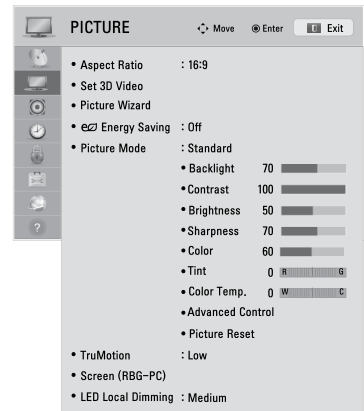 PICTURE Move Enter Exit
• Aspect Ratio : 16:9
• Set 3D Video
• Picture Wizard
• Energy Saving : Off
• Picture Mode : Standard
• Backlight 70
• Contrast 100
• Brightness 50
• Sharpness 70
• Color 60
• Tint 0 R G
• Color Temp. 0 W C
• Advanced Control
• Picture Reset
?
• TruMotion : Low
• Screen (RBG-PC)
• LED Local Dimming : Medium